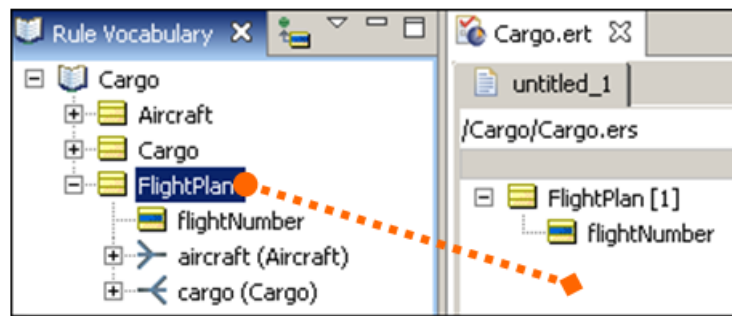 Rule Vocabulary
Cargo
Aircraft
Cargo
FlightPlan
flightNumber
aircraft (Aircraft)
cargo (Cargo)
Cargo.ert
untitled_1
/Cargo/Cargo.ers
FlightPlan [1]
flightNumber